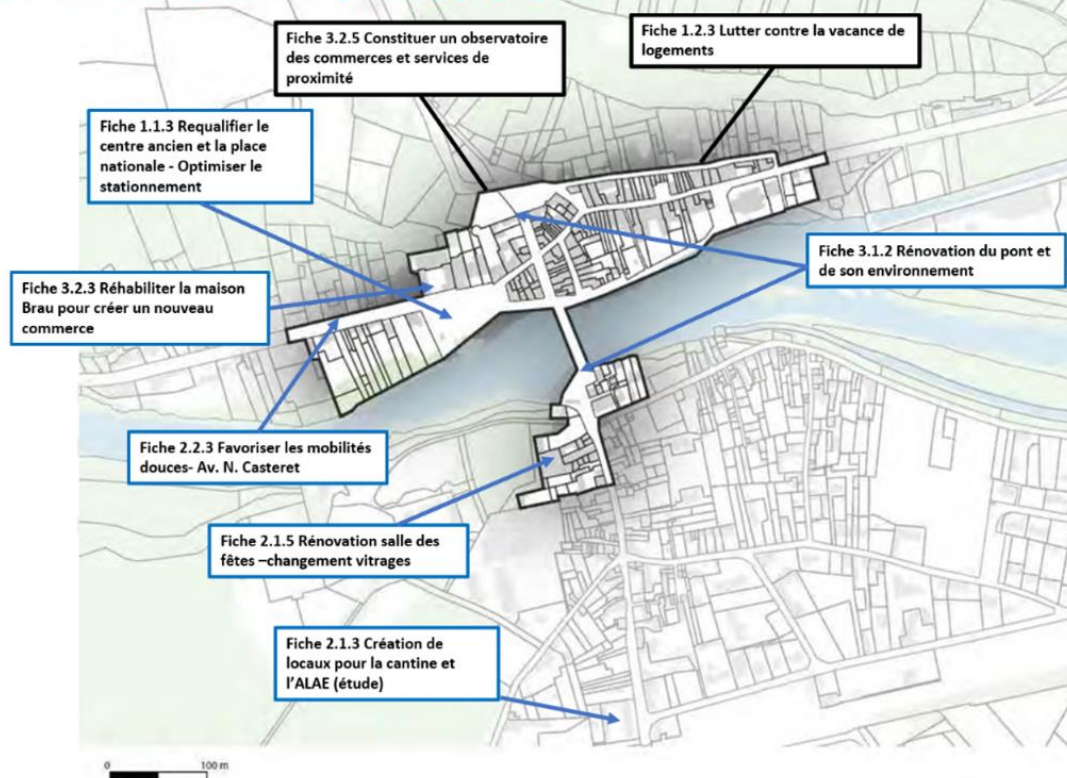 Fiche 3.2.5 Constituer un observatoire
des commerces et services de
proximité
Fiche 1.2.3 Lutter contre la vacance de
logements
Fiche 1.1.3 Requalifier le
centre ancien et la place
nationale - Optimiser le
stationnement
Fiche 3.1.2 Rénovation du pont et
de son environnement
Fiche 3.2.3 Réhabiliter la maison
Brau pour créer un nouveau
commerce
Fiche 2.2.3 Favoriser les mobilités
douces- Av. N. Casteret
Fiche 2.1.5 Rénovation salle des
fêtes –changement vitrages
Fiche 2.1.3 Création de
locaux pour la cantine et
l'ALAE (étude)
0 100 m